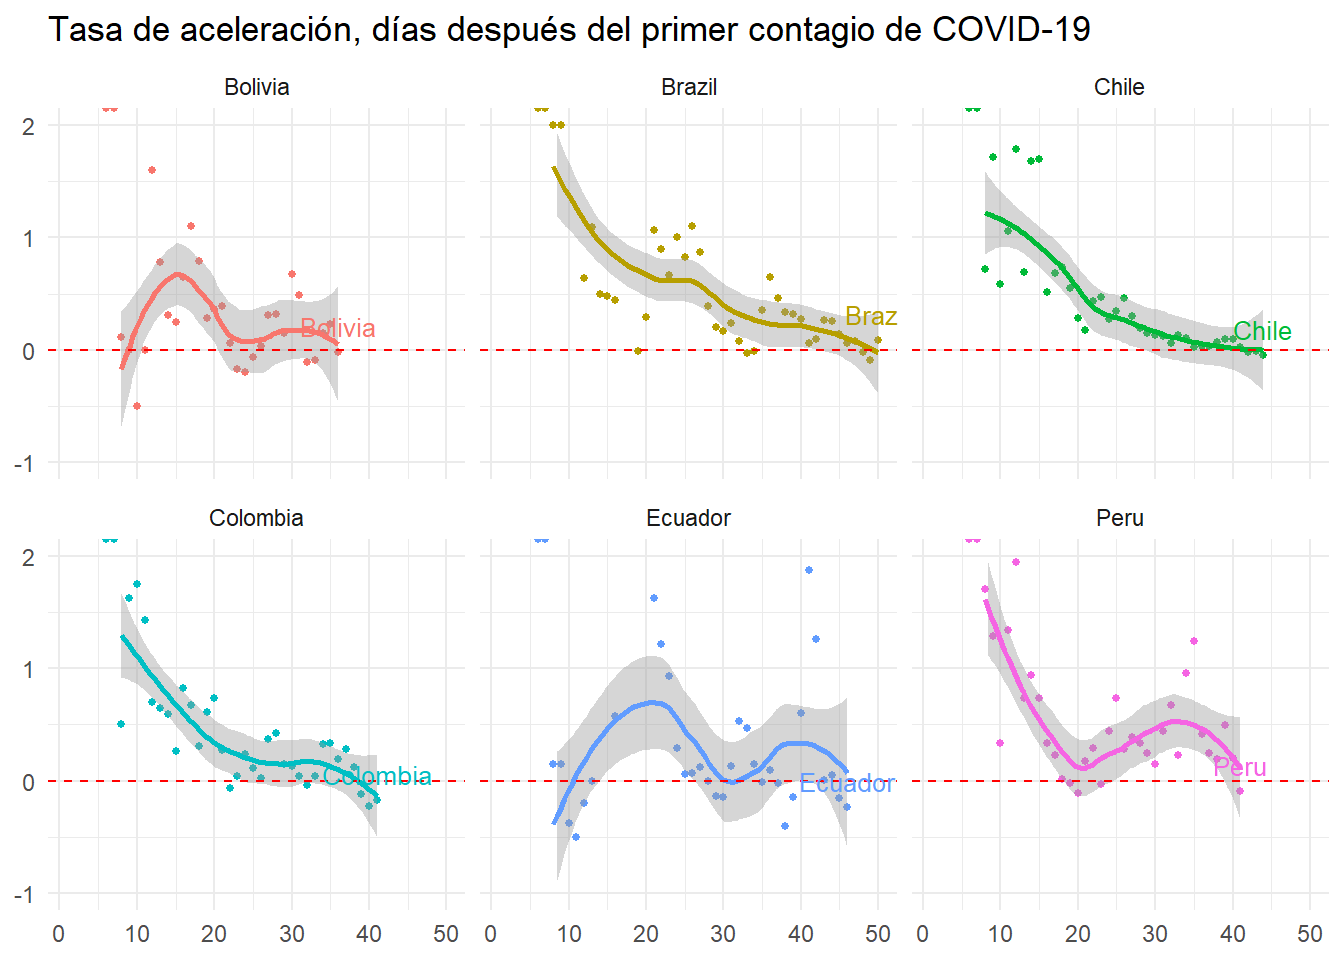 Tasa de aceleración, días después del primer contagio de COVID-19
Bolivia Brazil Chile
2
1
0
-1
Bolivia
Braz
Chile
Colombia Ecuador Peru
2
1
0
-1
Colombia
Ecuador
Peru
0 10 20 30 40 50 0 10 20 30 40 50 0 10 20 30 40 50